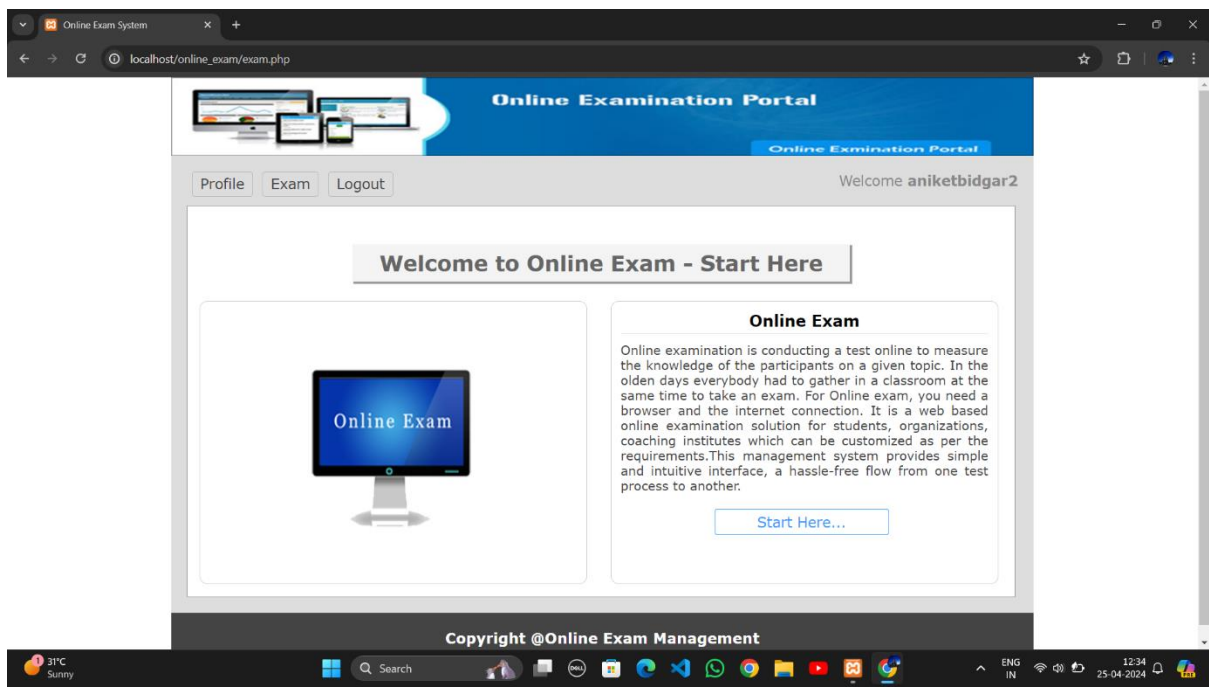 Online Exam System
localhost/online_exam/exam.php
Online Examination Portal
Online Exmination Portal
Profile Exam Logout
Welcome aniketbidgar2
Welcome to Online Exam - Start Here
Online Exam
Online Exam
Online examination is conducting a test online to measure
the knowledge of the participants on a given topic. In the
olden days everybody had to gather in a classroom at the
same time to take an exam. For Online exam, you need a
browser and the internet connection. It is a web based
online examination solution for students, organizations,
coaching institutes which can be customized as per the
requirements.This management system provides simple
and intuitive interface, a hassle-free flow from one test
process to another.
Start Here...
Copyright @Online Exam Management
1
31°C
Sunny
Search
DELL
ENG
IN
12:34
25-04-2024